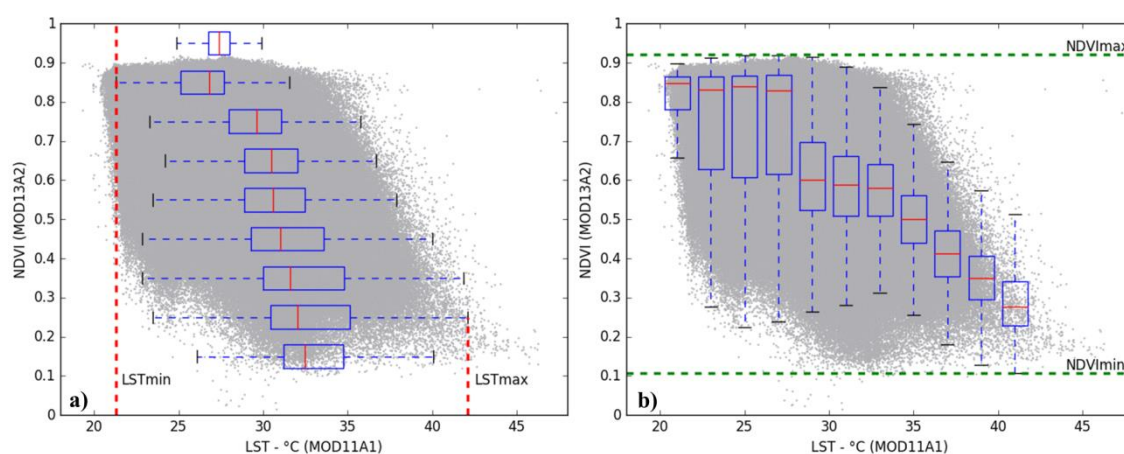 1
0.9
0.8
0.7
0.6
0.5
0.4
0.3
0.2
0.1
0
NDVI (MOD13A2)
LSTmin
LSTmax
a)
20 25 30 35 40 45
LST - °C (MOD11A1)
1
0.9
0.8
0.7
0.6
0.5
0.4
0.3
0.2
0.1
0
NDVI (MOD13A2)
NDVImax
NDVImin
b)
20 25 30 35 40 45
LST - °C (MOD11A1)